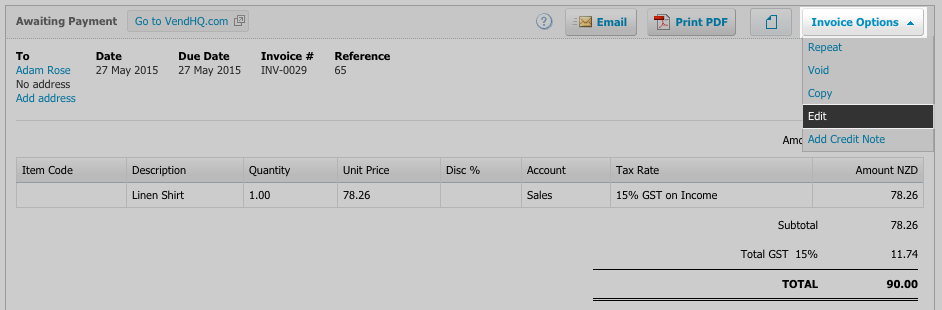 Awaiting Payment Go to VendHQ.com ? Email Print PDF Invoice Options
Repeat
Void
Copy
Edit
Add Credit Note
To Date Due Date Invoice # Reference
Adam Rose 27 May 2015 27 May 2015 INV-0029 65
No address
Add address
Item Code Description Quantity Unit Price Disc % Account Tax Rate Amount NZD
Linen Shirt 1.00 78.26 Sales 15% GST on Income 78.26
Subtotal 78.26
Total GST 15% 11.74
TOTAL 90.00